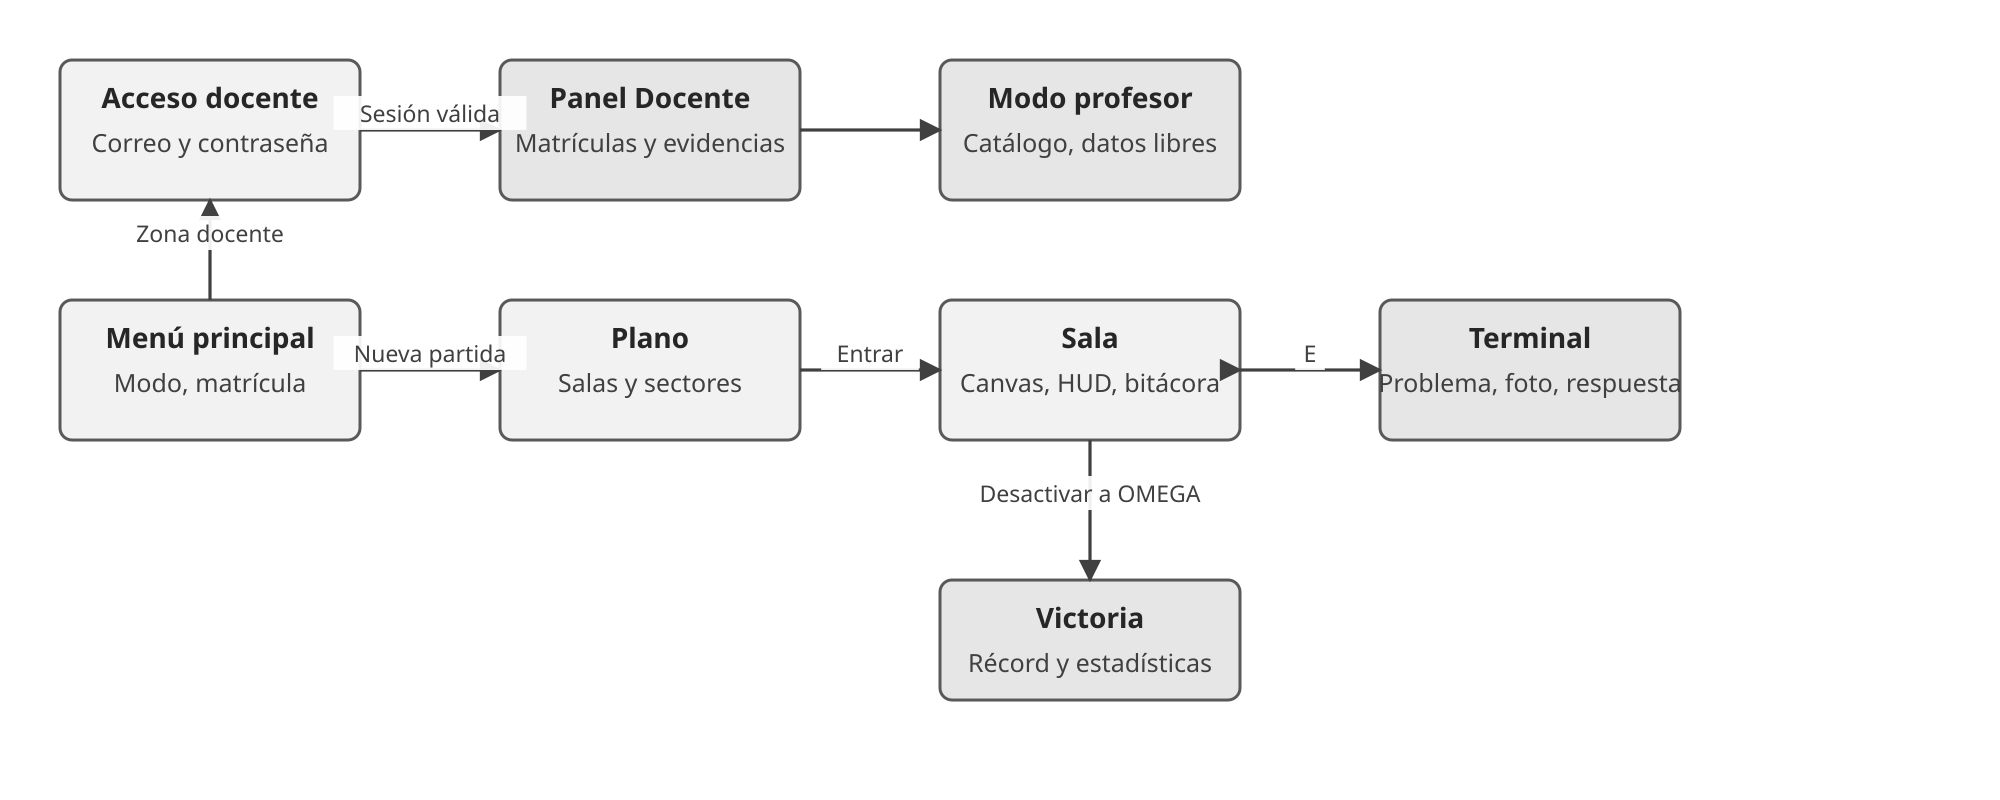 Acceso docente
Correo y contraseña
Sesión válida
Panel Docente
Matrículas y evidencias
Modo profesor
Catálogo, datos libres
Zona docente
Menú principal
Modo, matrícula
Nueva partida
Plano
Salas y sectores
Entrar
Sala
Canvas, HUD, bitácora
E
Terminal
Problema, foto, respuesta
Desactivar a OMEGA
Victoria
Récord y estadísticas